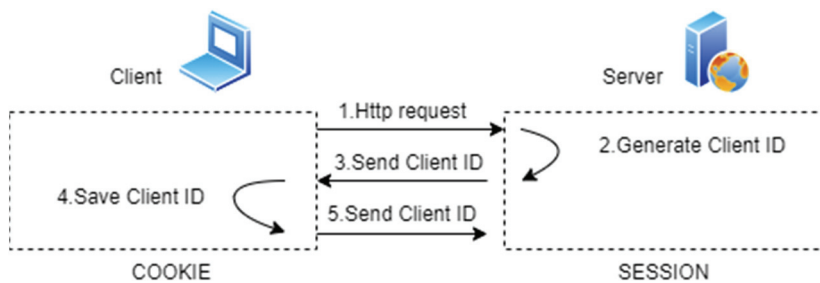 Client
Server
1.Http request
2.Generate Client ID
3.Send Client ID
4.Save Client ID
5.Send Client ID
COOKIE
SESSION